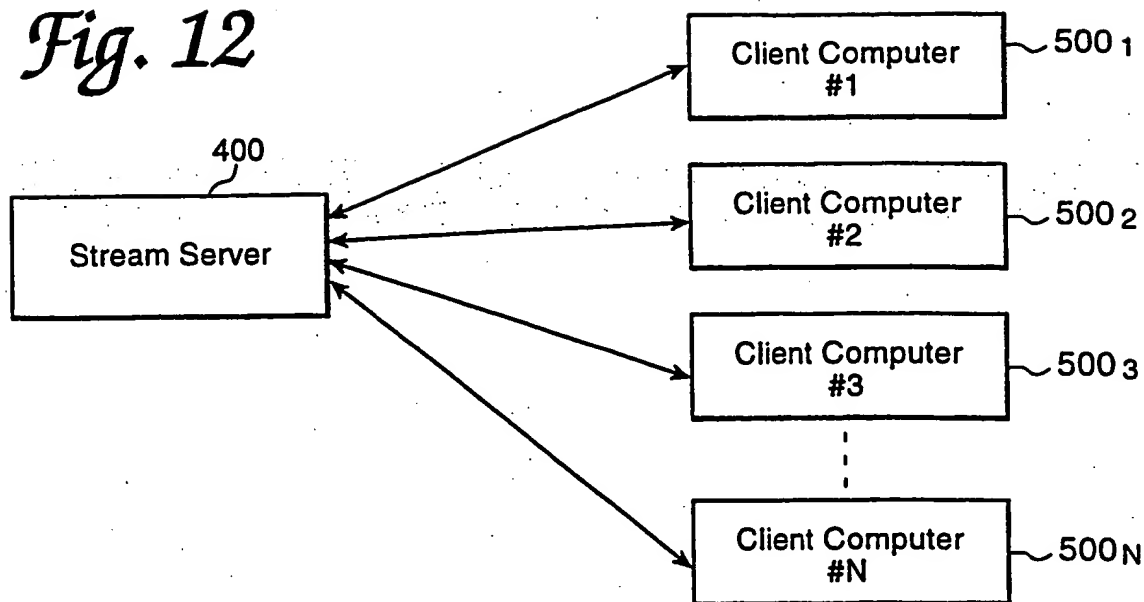 Fig. 12
400
Stream Server
Client Computer
#1
500 1
Client Computer
#2
500 2
Client Computer
#3
500 3
Client Computer
#N
500 N